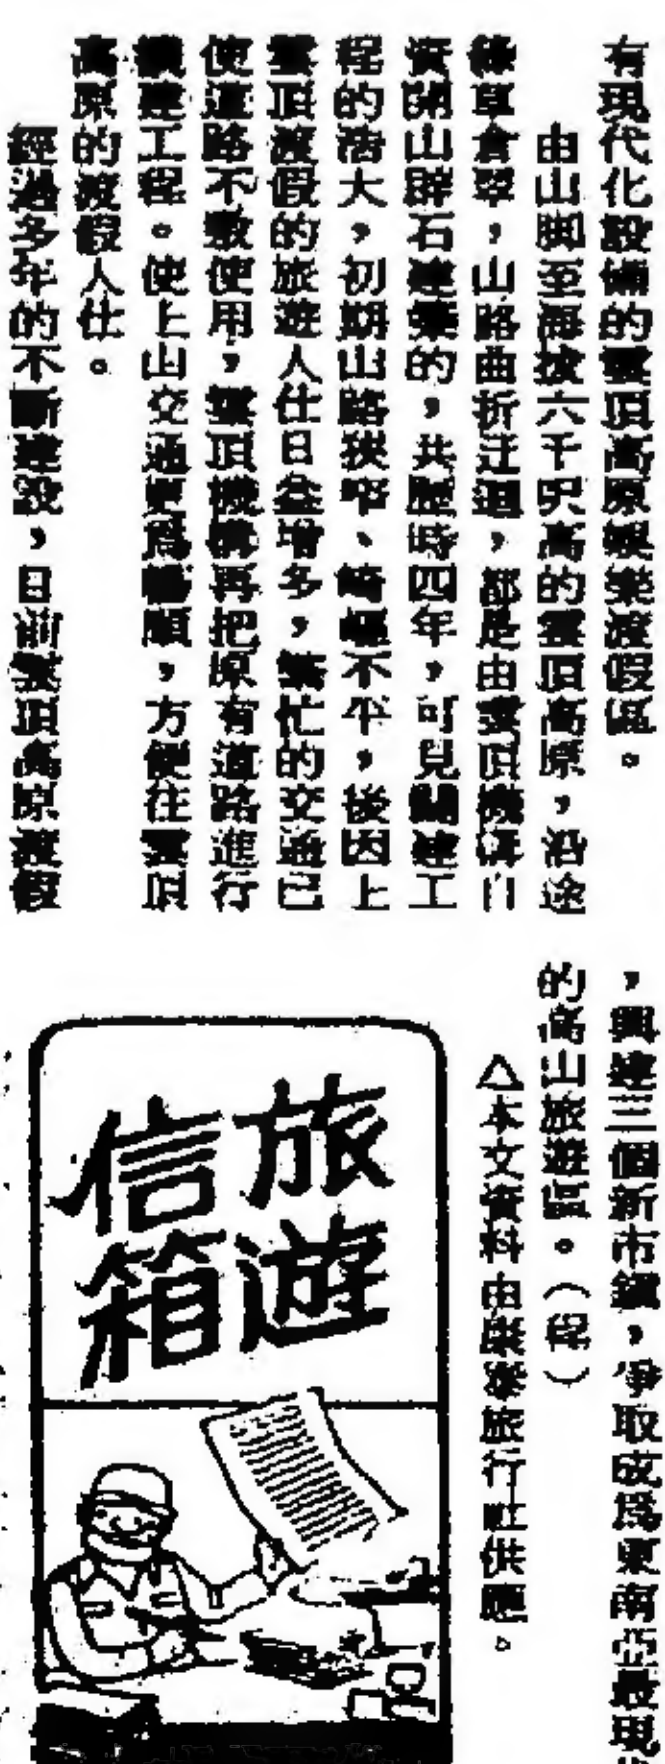 有現代化設備的雲頂高原娛樂渡假區。
由山脚至海拔六千呎高的雲頂高原，沿途
綠草倉翠，山路曲折迂迴，都是由雲頂機構自
資開山辟石建築的，共歷時四年，可見闢建工
程的浩大，初期山路狹窄、崎嶇不平，後因上
雲頂渡假的旅遊人仕日益增多，繁忙的交通已
使道路不敷使用，雲頂機構再把原有道路進行
擴建工程。使上山交通更爲暢順，方便往雲頂
高原的渡假人仕。
經過多年的不斷建設，目前雲頂高原渡假
，興建三個新市鎮，爭取成爲東南亞最現
的高山旅遊區。（程）
△本文資料由康泰旅行社供應。
旅遊
信箱